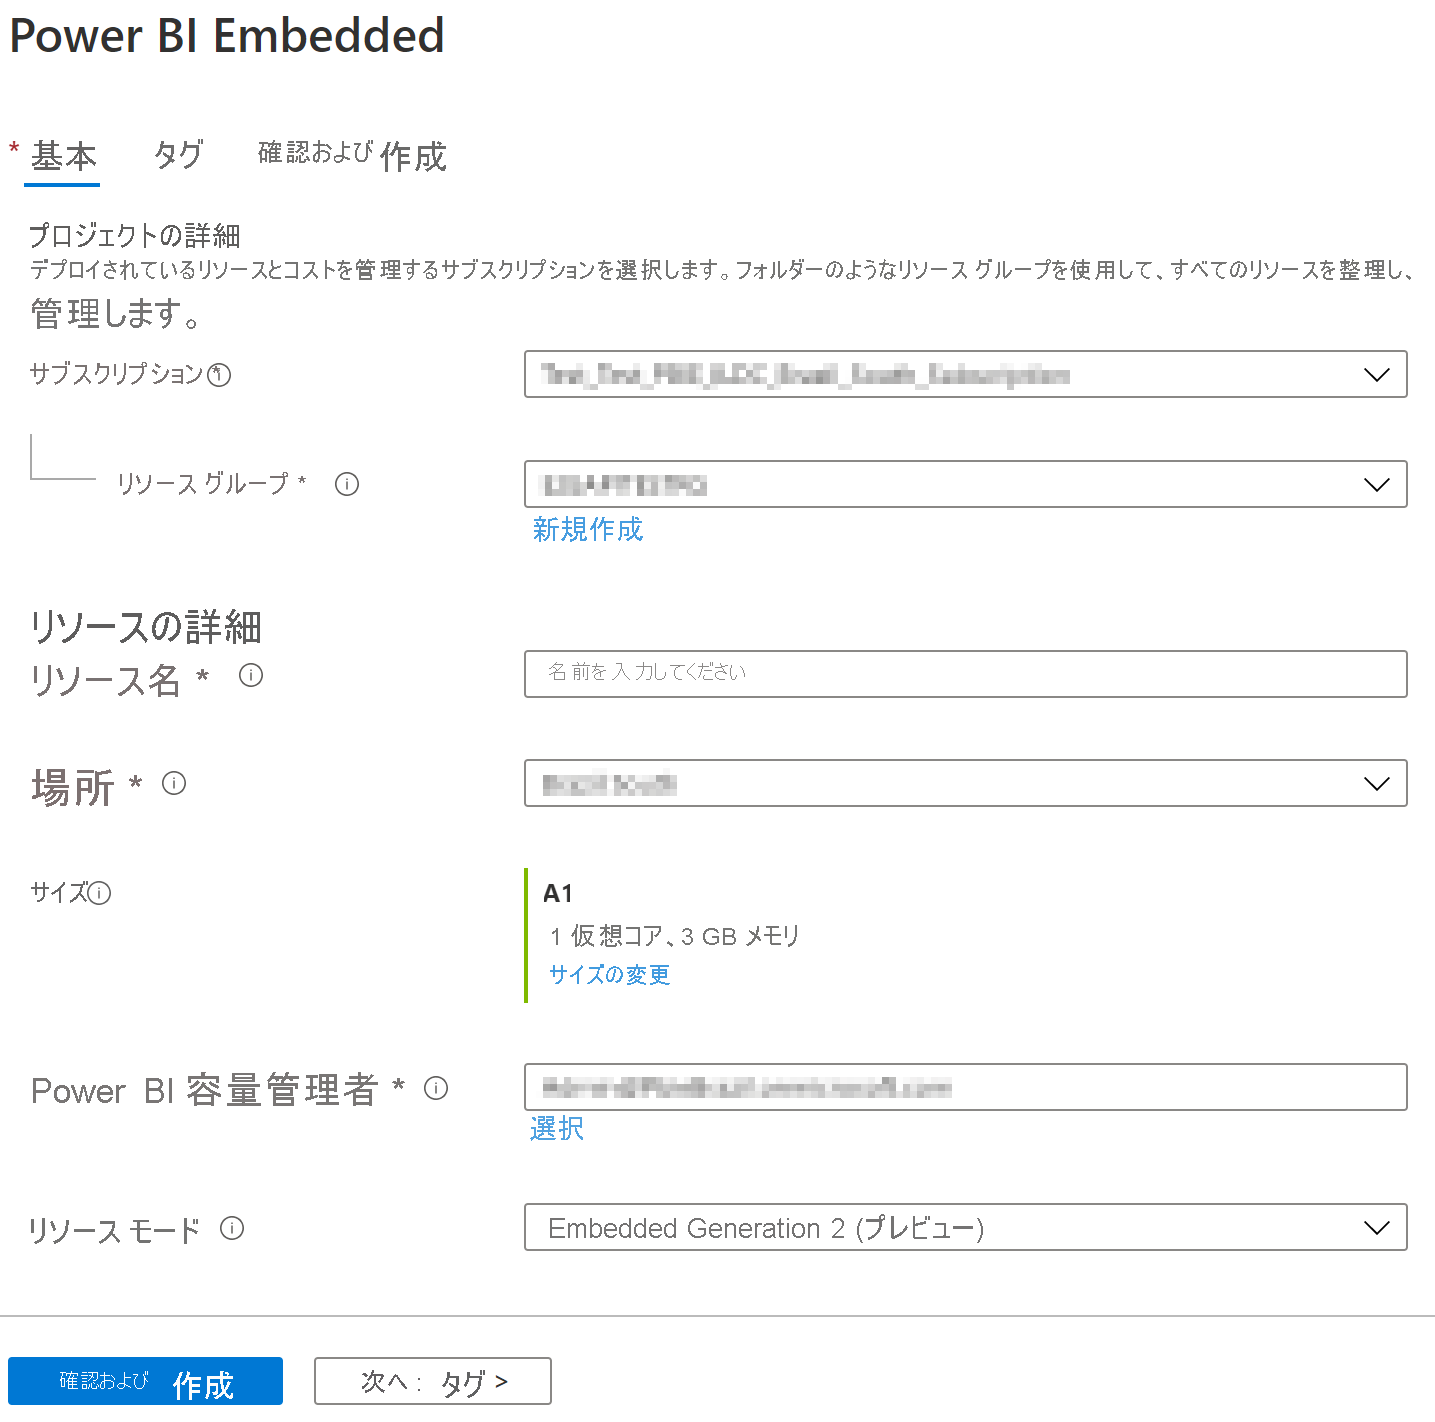 Power BI Embedded
* 基本 タグ 確認および 作成
プロジェクトの詳細
デプロイされているリソースとコストを管理するサブスクリプションを選択します。フォルダーのようなリソース グループを使用して、すべてのリソースを整理し、
管理します。
サブスクリプション
リソース グループ *
新規作成
リソースの詳細
リソース名 * 名前を入力してください
場所 *
サイズ A1
1 仮想コア、3 GB メモリ
サイズの変更
Power BI 容量管理者 *
選択
リソース モード Embedded Generation 2 (プレビュー)
確認および 作成 次へ : タグ >